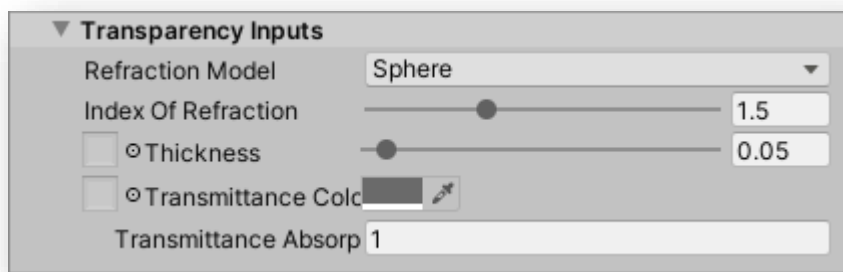 Transparency Inputs
Refraction Model Sphere
Index Of Refraction 1.5
Thickness 0.05
Transmittance Colo
Transmittance Absorp 1